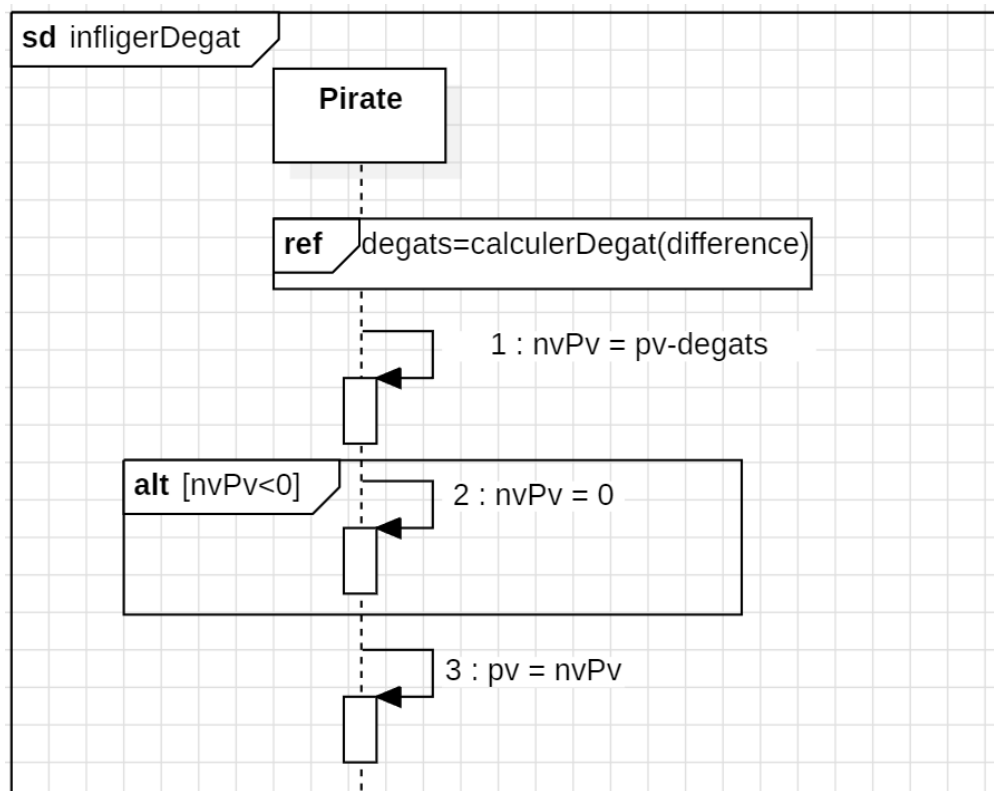 sd infligerDegat
Pirate
ref degats=calculerDegat(difference)
1 : nvPv = pv-degats
alt [nvPv<0]
2 : nvPv = 0
3 : pv = nvPv